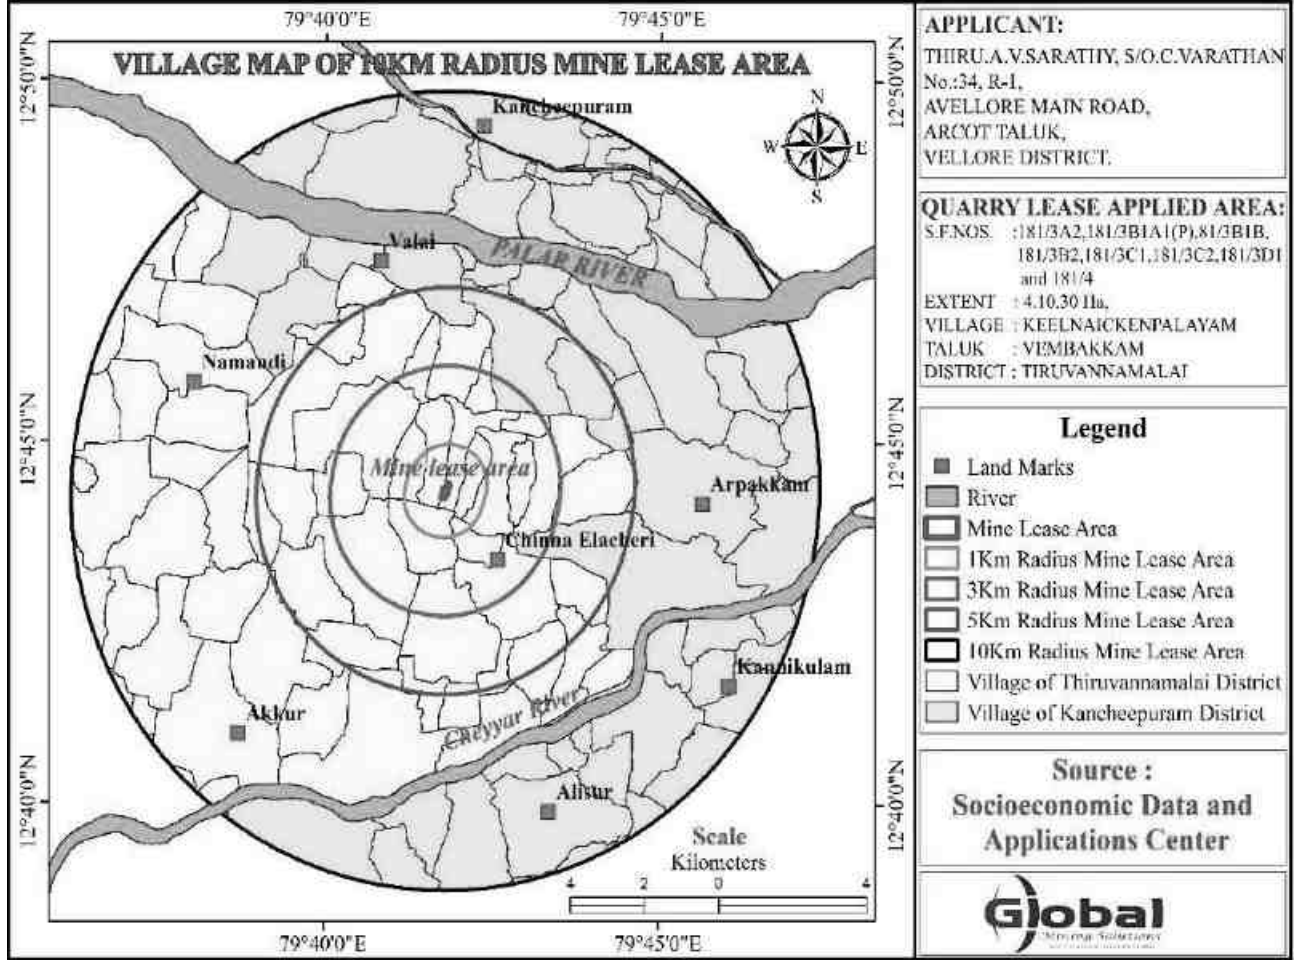 79°40'0"E
79°45'0"E
VILLAGE MAP OF 10KM RADIUS MINE LEASE AREA
12°50'0"N
12°50'0"N
Kancheepuram
N
W
E
S
Valai
PALAR RIVER
Namandi
12°45'0"N
12°45'0"N
Mine lease area
Arpakkam
Chinna Elacheri
Kannikulam
Akkur
Cheyyar River
12°40'0"N
12°40'0"N
Alisur
Scale
Kilometers
4 2 0 4
79°40'0"E
79°45'0"E
APPLICANT:
THIRU.A.V.SARATHY, S/O.C.VARATHAN
No.:34, R-1,
AVELLORE MAIN ROAD,
ARCOT TALUK,
VELLORE DISTRICT.
QUARRY LEASE APPLIED AREA:
S.F.NOS. :181/3A2,181/3B1A1(P),81/3B1B,
181/3B2,181/3C1,181/3C2,181/3D1
and 181/4
EXTENT : 4.10.30 Ha,
VILLAGE : KEELNAICKENPALAYAM
TALUK : VEMBAKKAM
DISTRICT : TIRUVANNAMALAI
Legend
Land Marks
River
Mine Lease Area
1Km Radius Mine Lease Area
3Km Radius Mine Lease Area
5Km Radius Mine Lease Area
10Km Radius Mine Lease Area
Village of Thiruvannamalai District
Village of Kancheepuram District
Source :
Socioeconomic Data and
Applications Center
Global
Mining Solutions